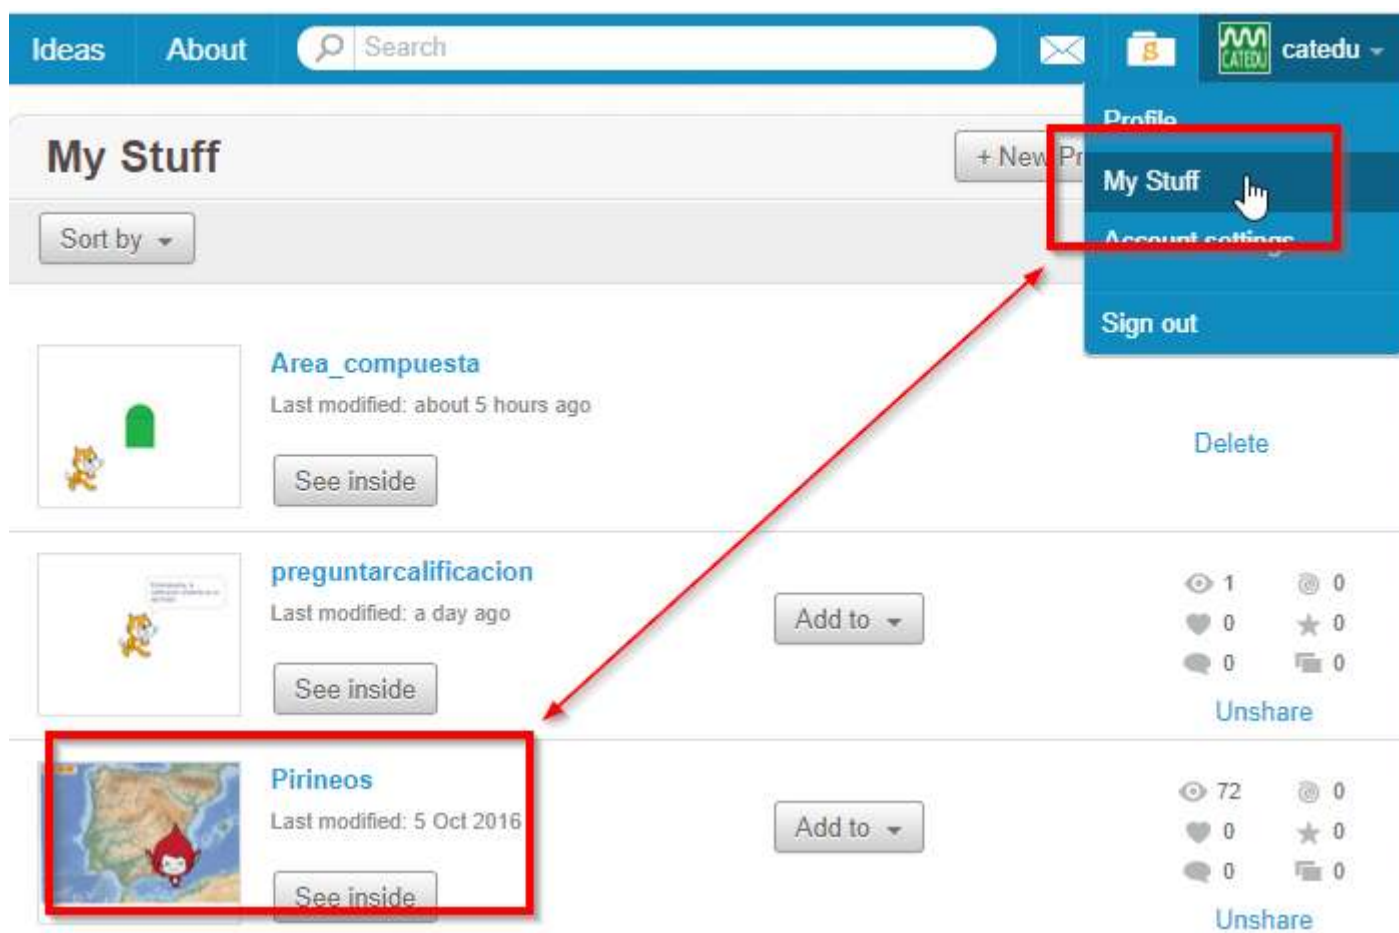 Ideas About Search CATEDU catedu
Profile
My Stuff + New Pr My Stuff
Sort by Account settings
Sign out
Area_compuesta
Last modified: about 5 hours ago
Delete
See inside
preguntarcalificacion
1 0
Last modified: a day ago Add to 0 0
0 0
See inside
Unshare
Pirineos
72 0
Last modified: 5 Oct 2016 Add to 0 0
0 0
See inside
Unshare